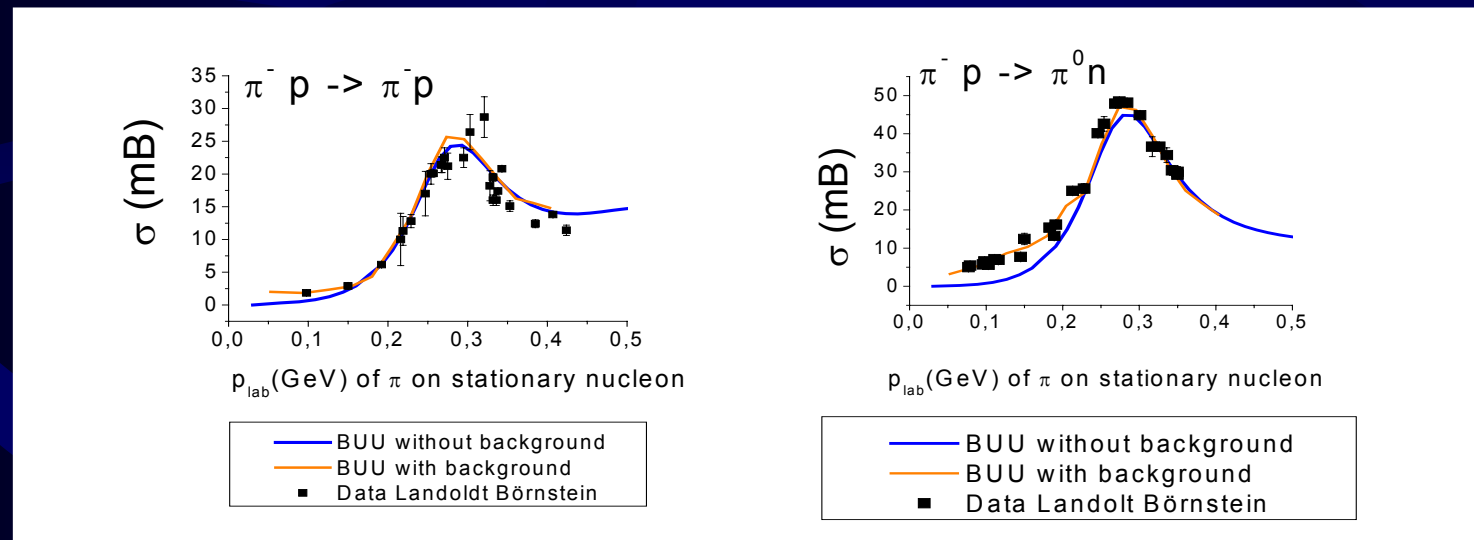 π⁻ p -> π⁻p
σ (mB)
35
30
25
20
15
10
5
0
0,0 0,1 0,2 0,3 0,4 0,5
p_lab(GeV) of π on stationary nucleon
BUU without background
BUU with background
Data Landoldt Börnstein
π⁻ p -> π⁰n
σ (mB)
50
40
30
20
10
0
0,0 0,1 0,2 0,3 0,4 0,5
p_lab(GeV) of π on stationary nucleon
BUU without background
BUU with background
Data Landolt Börnstein